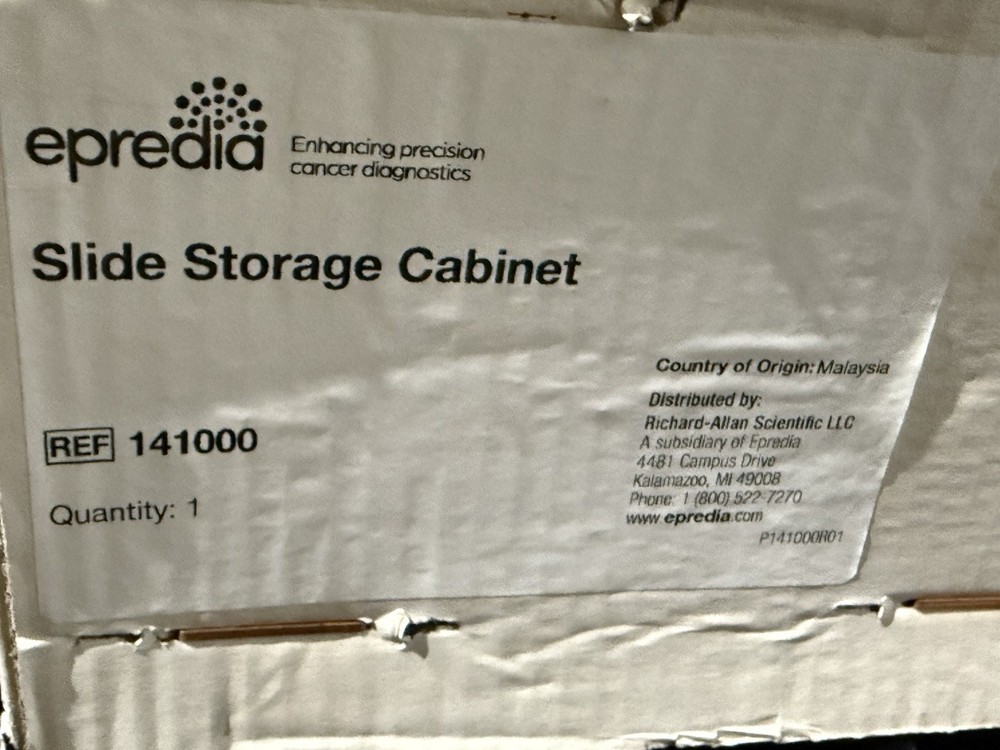 epredia
Enhancing precision
cancer diagnostics
Slide Storage Cabinet
REF 141000
Quantity: 1
Country of Origin: Malaysia
Distributed by:
Richard-Allan Scientific LLC
A subsidiary of Epredia
4481 Campus Drive
Kalamazoo, MI 49008
Phone: 1 (800) 522-7270
www.epredia.com
P141000R01